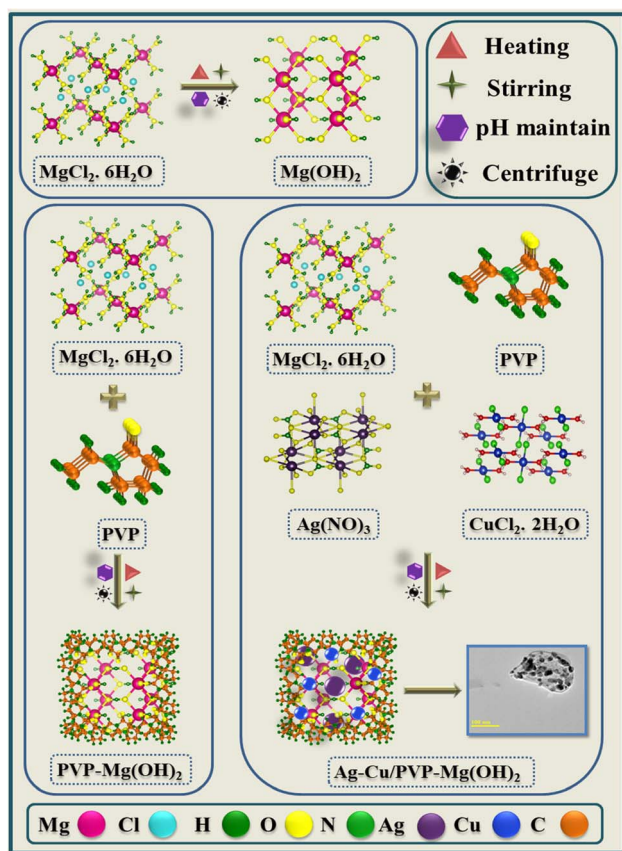 Heating
Stirring
pH maintain
Centrifuge
MgCl₂. 6H₂O
Mg(OH)₂
MgCl₂. 6H₂O
PVP
PVP-Mg(OH)₂
MgCl₂. 6H₂O
PVP
Ag(NO)₃
CuCl₂. 2H₂O
Ag-Cu/PVP-Mg(OH)₂
Mg Cl H O N Ag Cu C